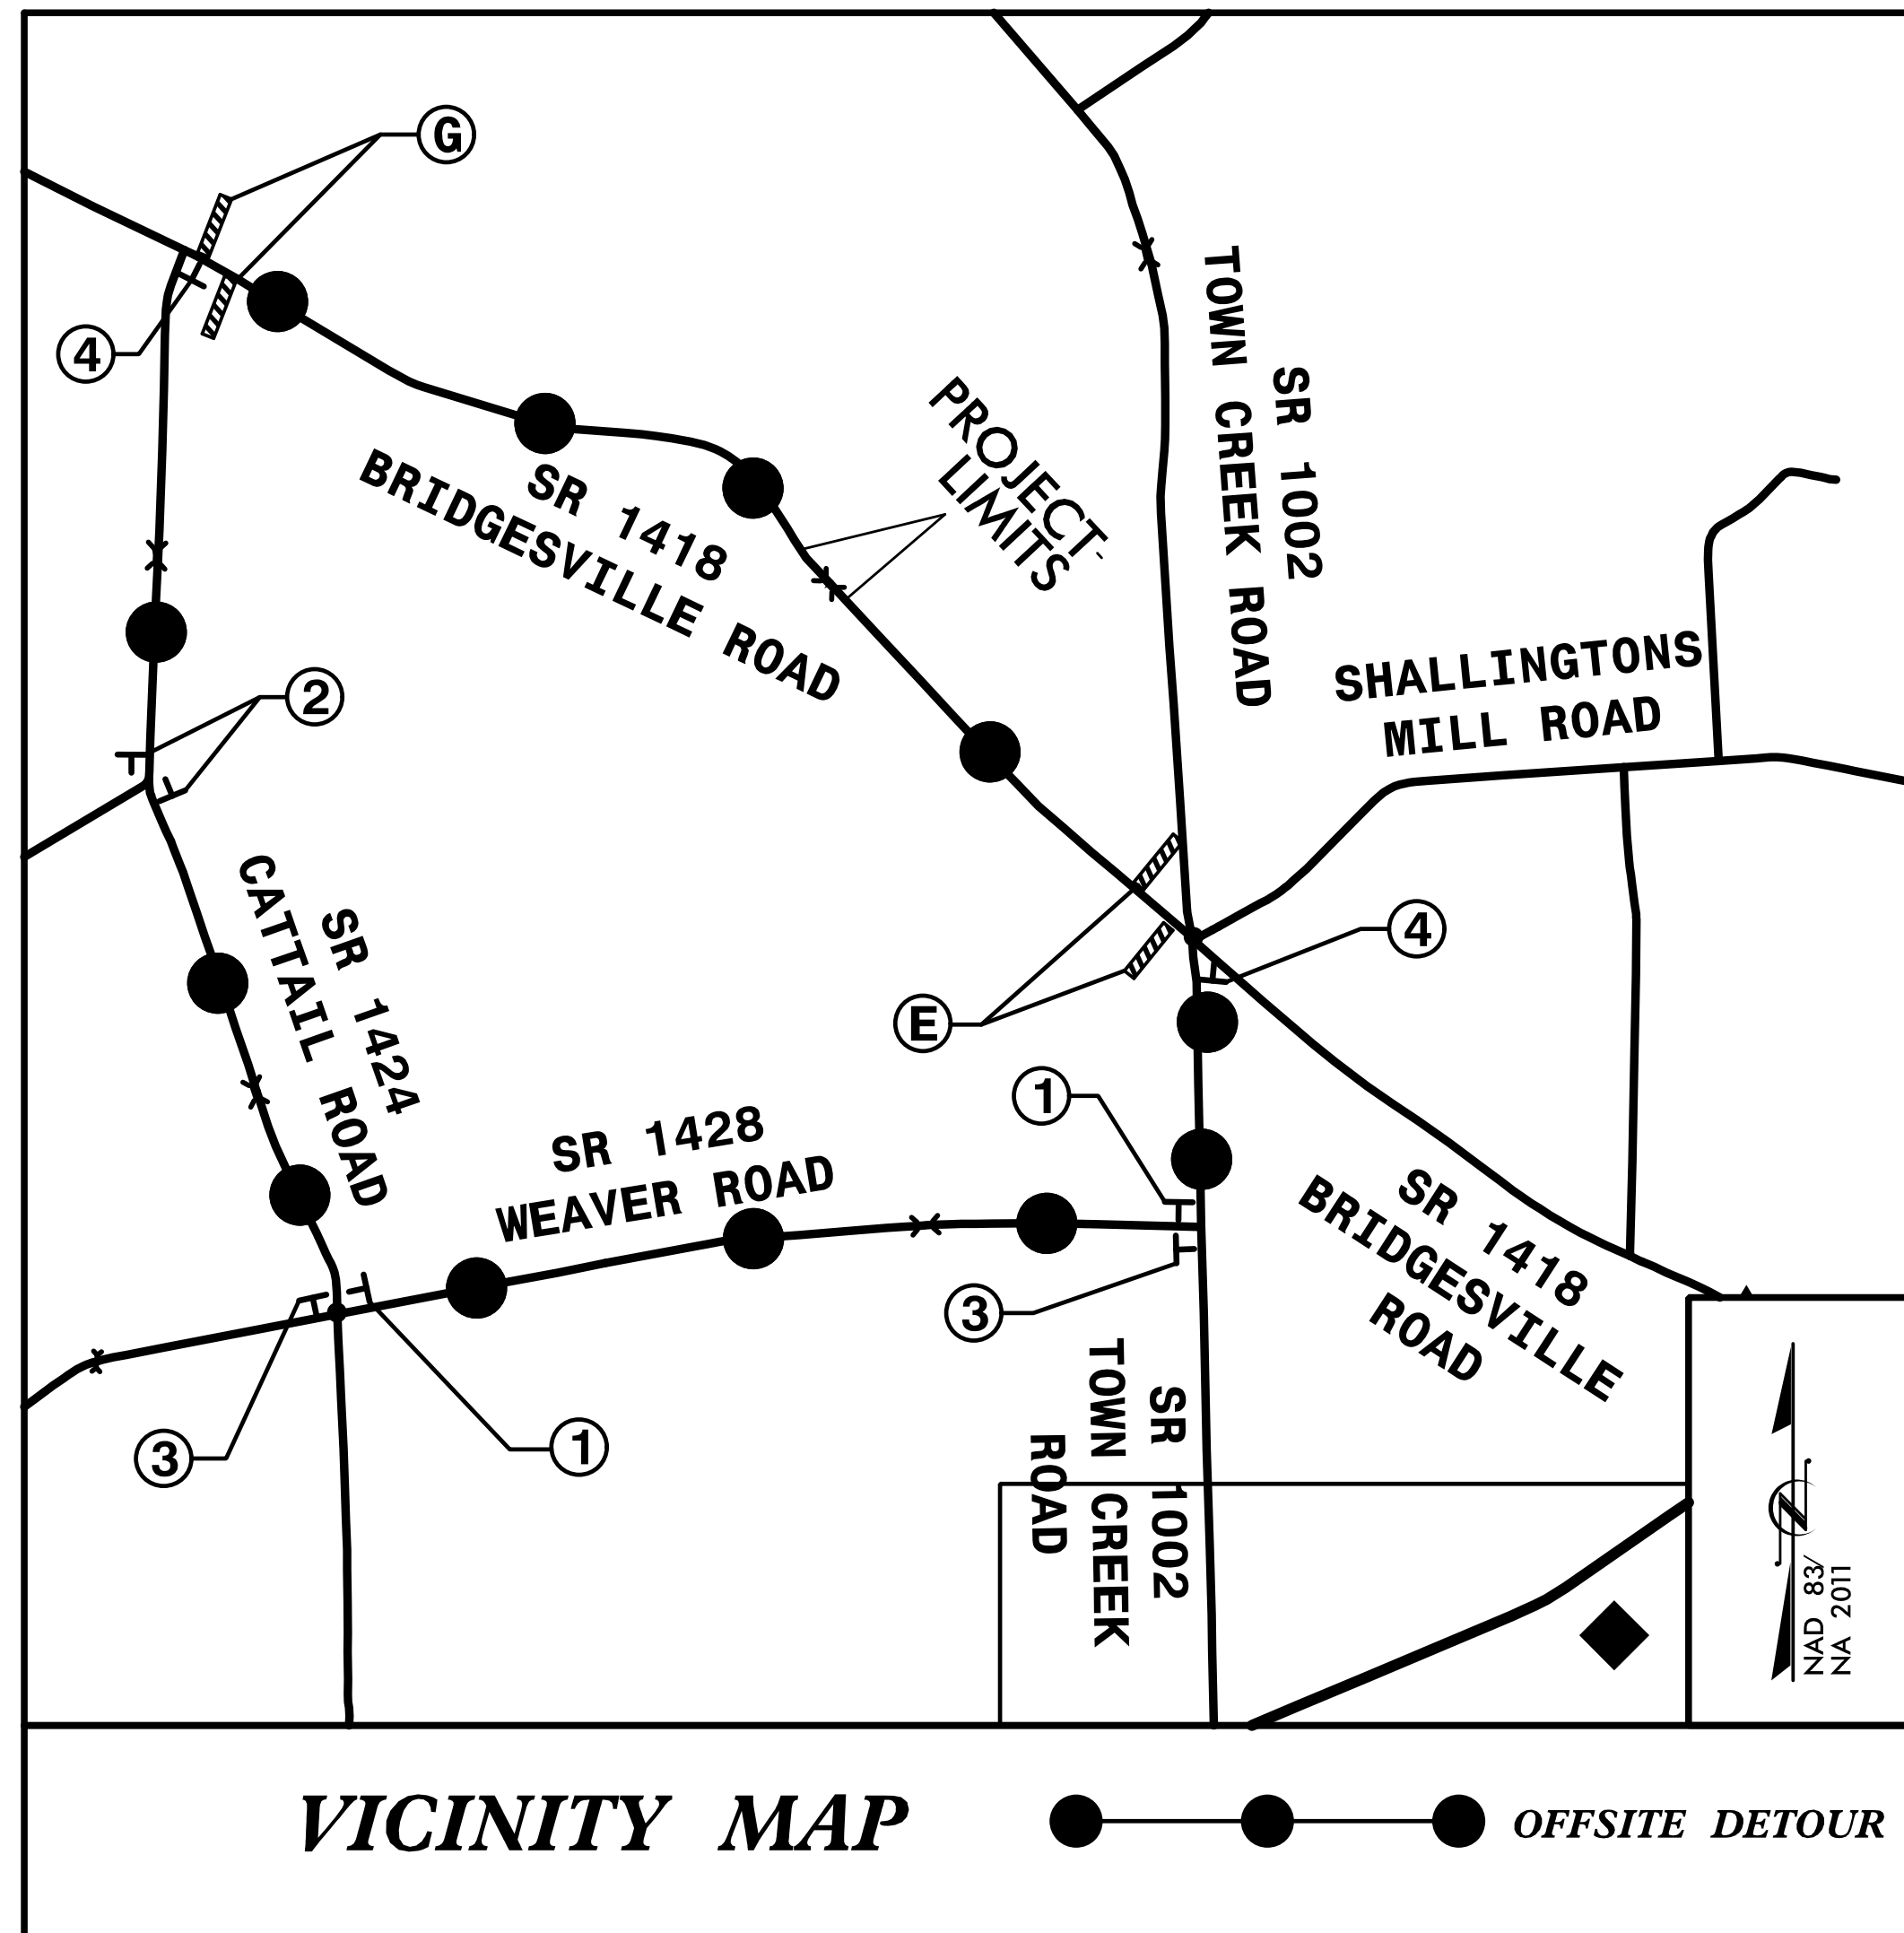 G
4
TOWN CREEK ROAD
SR 1002
PROJECT
LIMITS
SR 1418
BRIDGESVILLE ROAD
SHALLINGTONS
MILL ROAD
2
SR 1424
CATTAIL ROAD
4
E
1
SR 1428
WEAVER ROAD
SR 1418
BRIDGESVILLE
ROAD
3
SR 1002
TOWN CREEK
ROAD
3
1
NAD 83/
NA 2011
VICINITY MAP
OFFSITE DETOUR